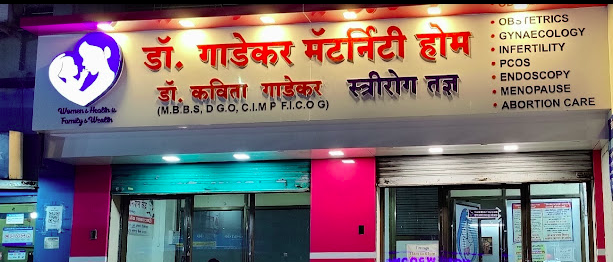 डॉ. गाडेकर मॅटर्निटी होम
डॉ. कविता गाडेकर स्त्रीरोग तज्ञ
(M.B.B.S, D G.O, C.I.M P F.I.C.O G)
Women's Health is
Family's Wealth
• OBSTETRICS
• GYNAECOLOGY
• INFERTILITY
• PCOS
• ENDOSCOPY
• MENOPAUSE
• ABORTION CARE